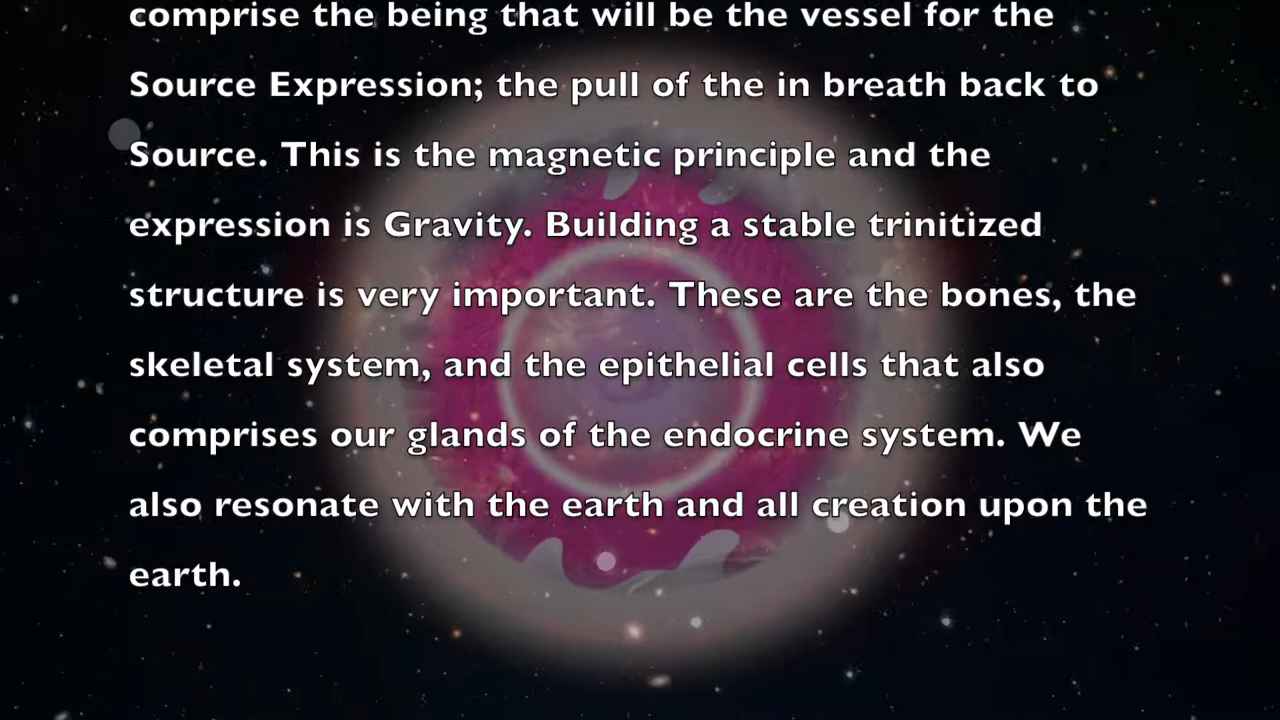 comprise the being that will be the vessel for the
Source Expression; the pull of the in breath back to
Source. This is the magnetic principle and the
expression is Gravity. Building a stable trinitized
structure is very important. These are the bones, the
skeletal system, and the epithelial cells that also
comprises our glands of the endocrine system. We
also resonate with the earth and all creation upon the
earth.